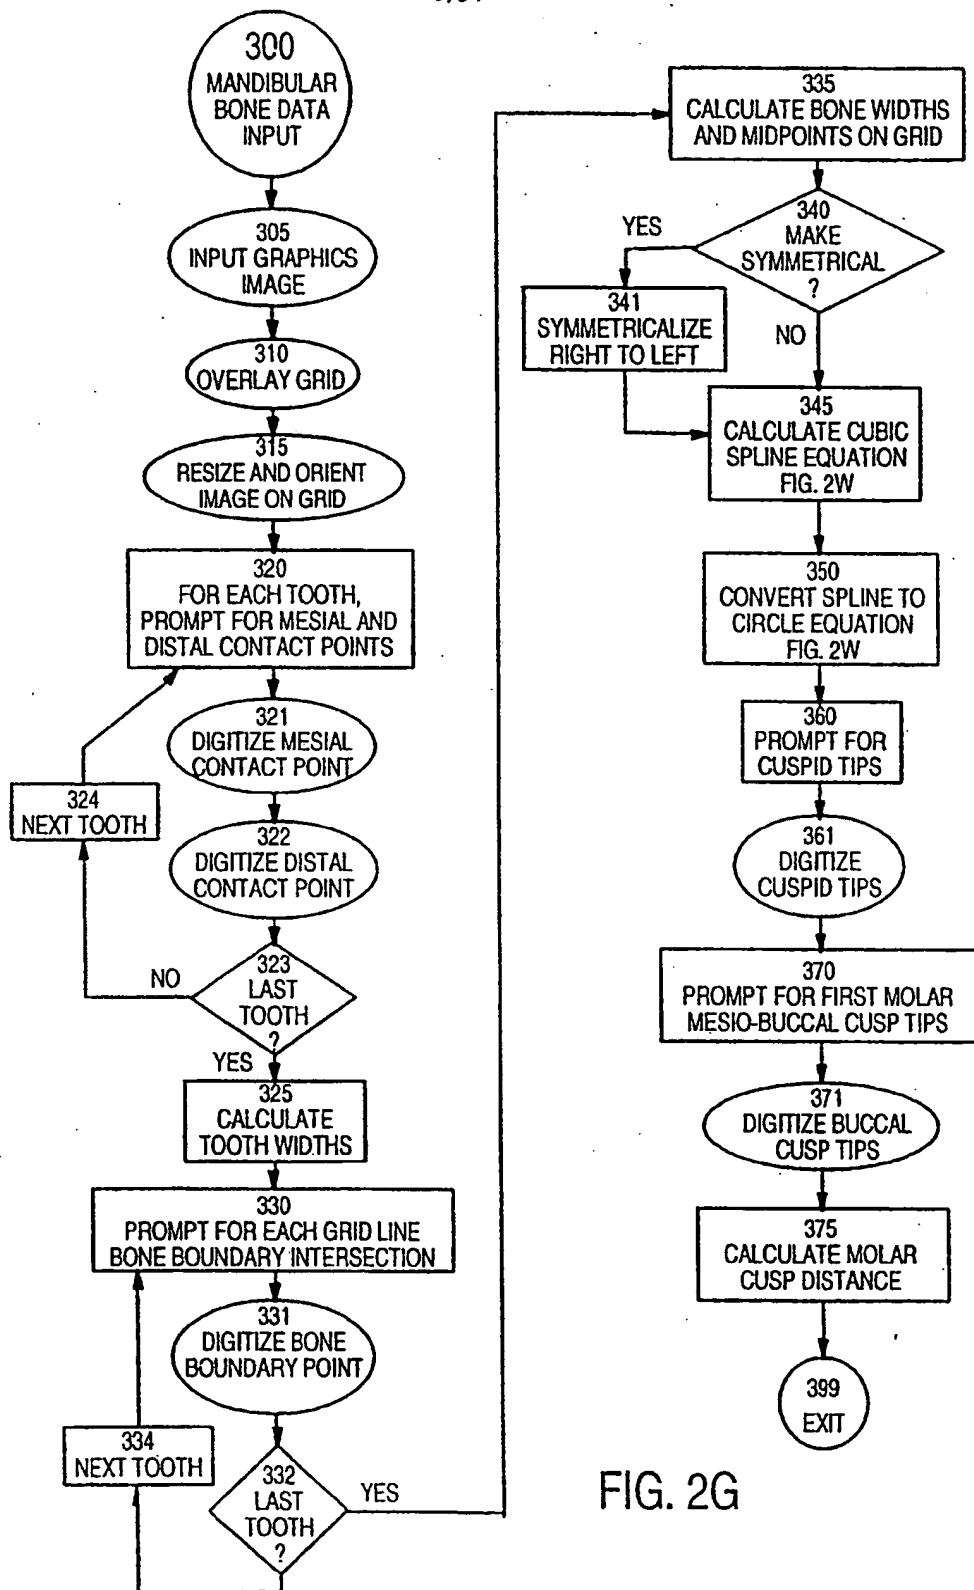 300
MANDIBULAR
BONE DATA
INPUT
305
INPUT GRAPHICS
IMAGE
310
OVERLAY GRID
315
RESIZE AND ORIENT
IMAGE ON GRID
320
FOR EACH TOOTH,
PROMPT FOR MESIAL AND
DISTAL CONTACT POINTS
321
DIGITIZE MESIAL
CONTACT POINT
324
NEXT TOOTH
322
DIGITIZE DISTAL
CONTACT POINT
NO
323
LAST
TOOTH
?
YES
325
CALCULATE
TOOTH WIDTHS
330
PROMPT FOR EACH GRID LINE
BONE BOUNDARY INTERSECTION
331
DIGITIZE BONE
BOUNDARY POINT
334
NEXT TOOTH
332
LAST
TOOTH
?
YES
335
CALCULATE BONE WIDTHS
AND MIDPOINTS ON GRID
340
MAKE
SYMMETRICAL
?
YES
341
SYMMETRICALIZE
RIGHT TO LEFT
NO
345
CALCULATE CUBIC
SPLINE EQUATION
FIG. 2W
350
CONVERT SPLINE TO
CIRCLE EQUATION
FIG. 2W
360
PROMPT FOR
CUSPID TIPS
361
DIGITIZE
CUSPID TIPS
370
PROMPT FOR FIRST MOLAR
MESIO-BUCCAL CUSP TIPS
371
DIGITIZE BUCCAL
CUSP TIPS
375
CALCULATE MOLAR
CUSP DISTANCE
399
EXIT
FIG. 2G